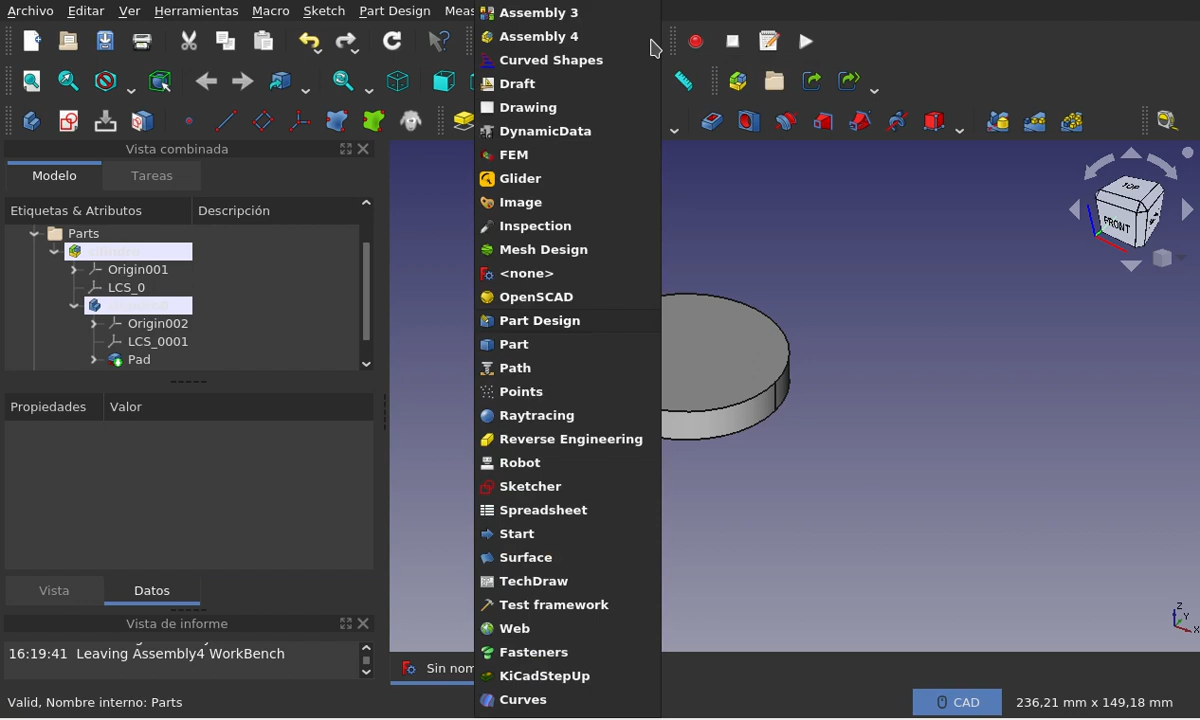 Archivo Editar Ver Herramientas Macro Sketch Part Design Meas
Vista combinada
Modelo Tareas
Etiquetas & Atributos Descripción
Parts
Origin001
LCS_0
Origin002
LCS_0001
Pad
Propiedades Valor
Vista Datos
Vista de informe
16:19:41 Leaving Assembly4 WorkBench
Valid, Nombre interno: Parts
Assembly 3
Assembly 4
Curved Shapes
Draft
Drawing
DynamicData
FEM
Glider
Image
Inspection
Mesh Design
<none>
OpenSCAD
Part Design
Part
Path
Points
Raytracing
Reverse Engineering
Robot
Sketcher
Spreadsheet
Start
Surface
TechDraw
Test framework
Web
Fasteners
KiCadStepUp
Curves
TOP
FRONT
Z
Y
X
Sin nom
CAD 236,21 mm x 149,18 mm